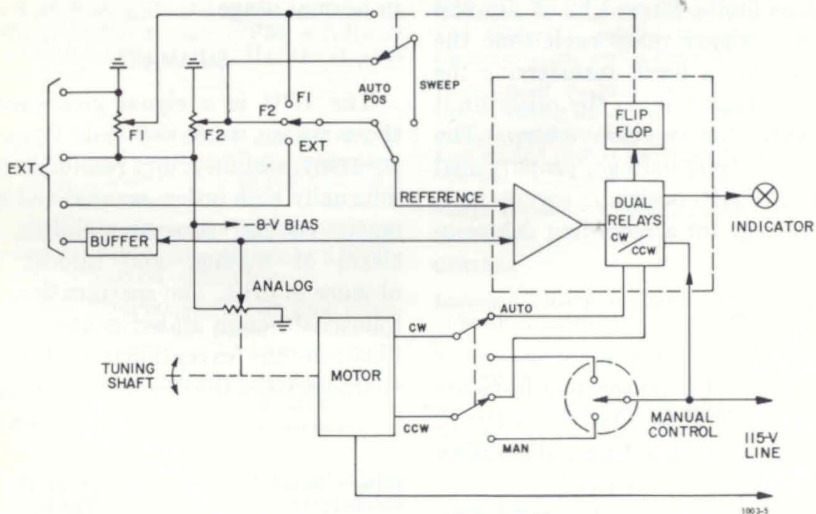 AUTO
POS
SWEEP
F1
F2
F1
F2
EXT
EXT
FLIP
FLOP
REFERENCE
DUAL
RELAYS
CW
CCW
INDICATOR
BUFFER
8-V BIAS
ANALOG
TUNING
SHAFT
MOTOR
CW
CCW
AUTO
MAN
MANUAL
CONTROL
115-V
LINE
1003-5